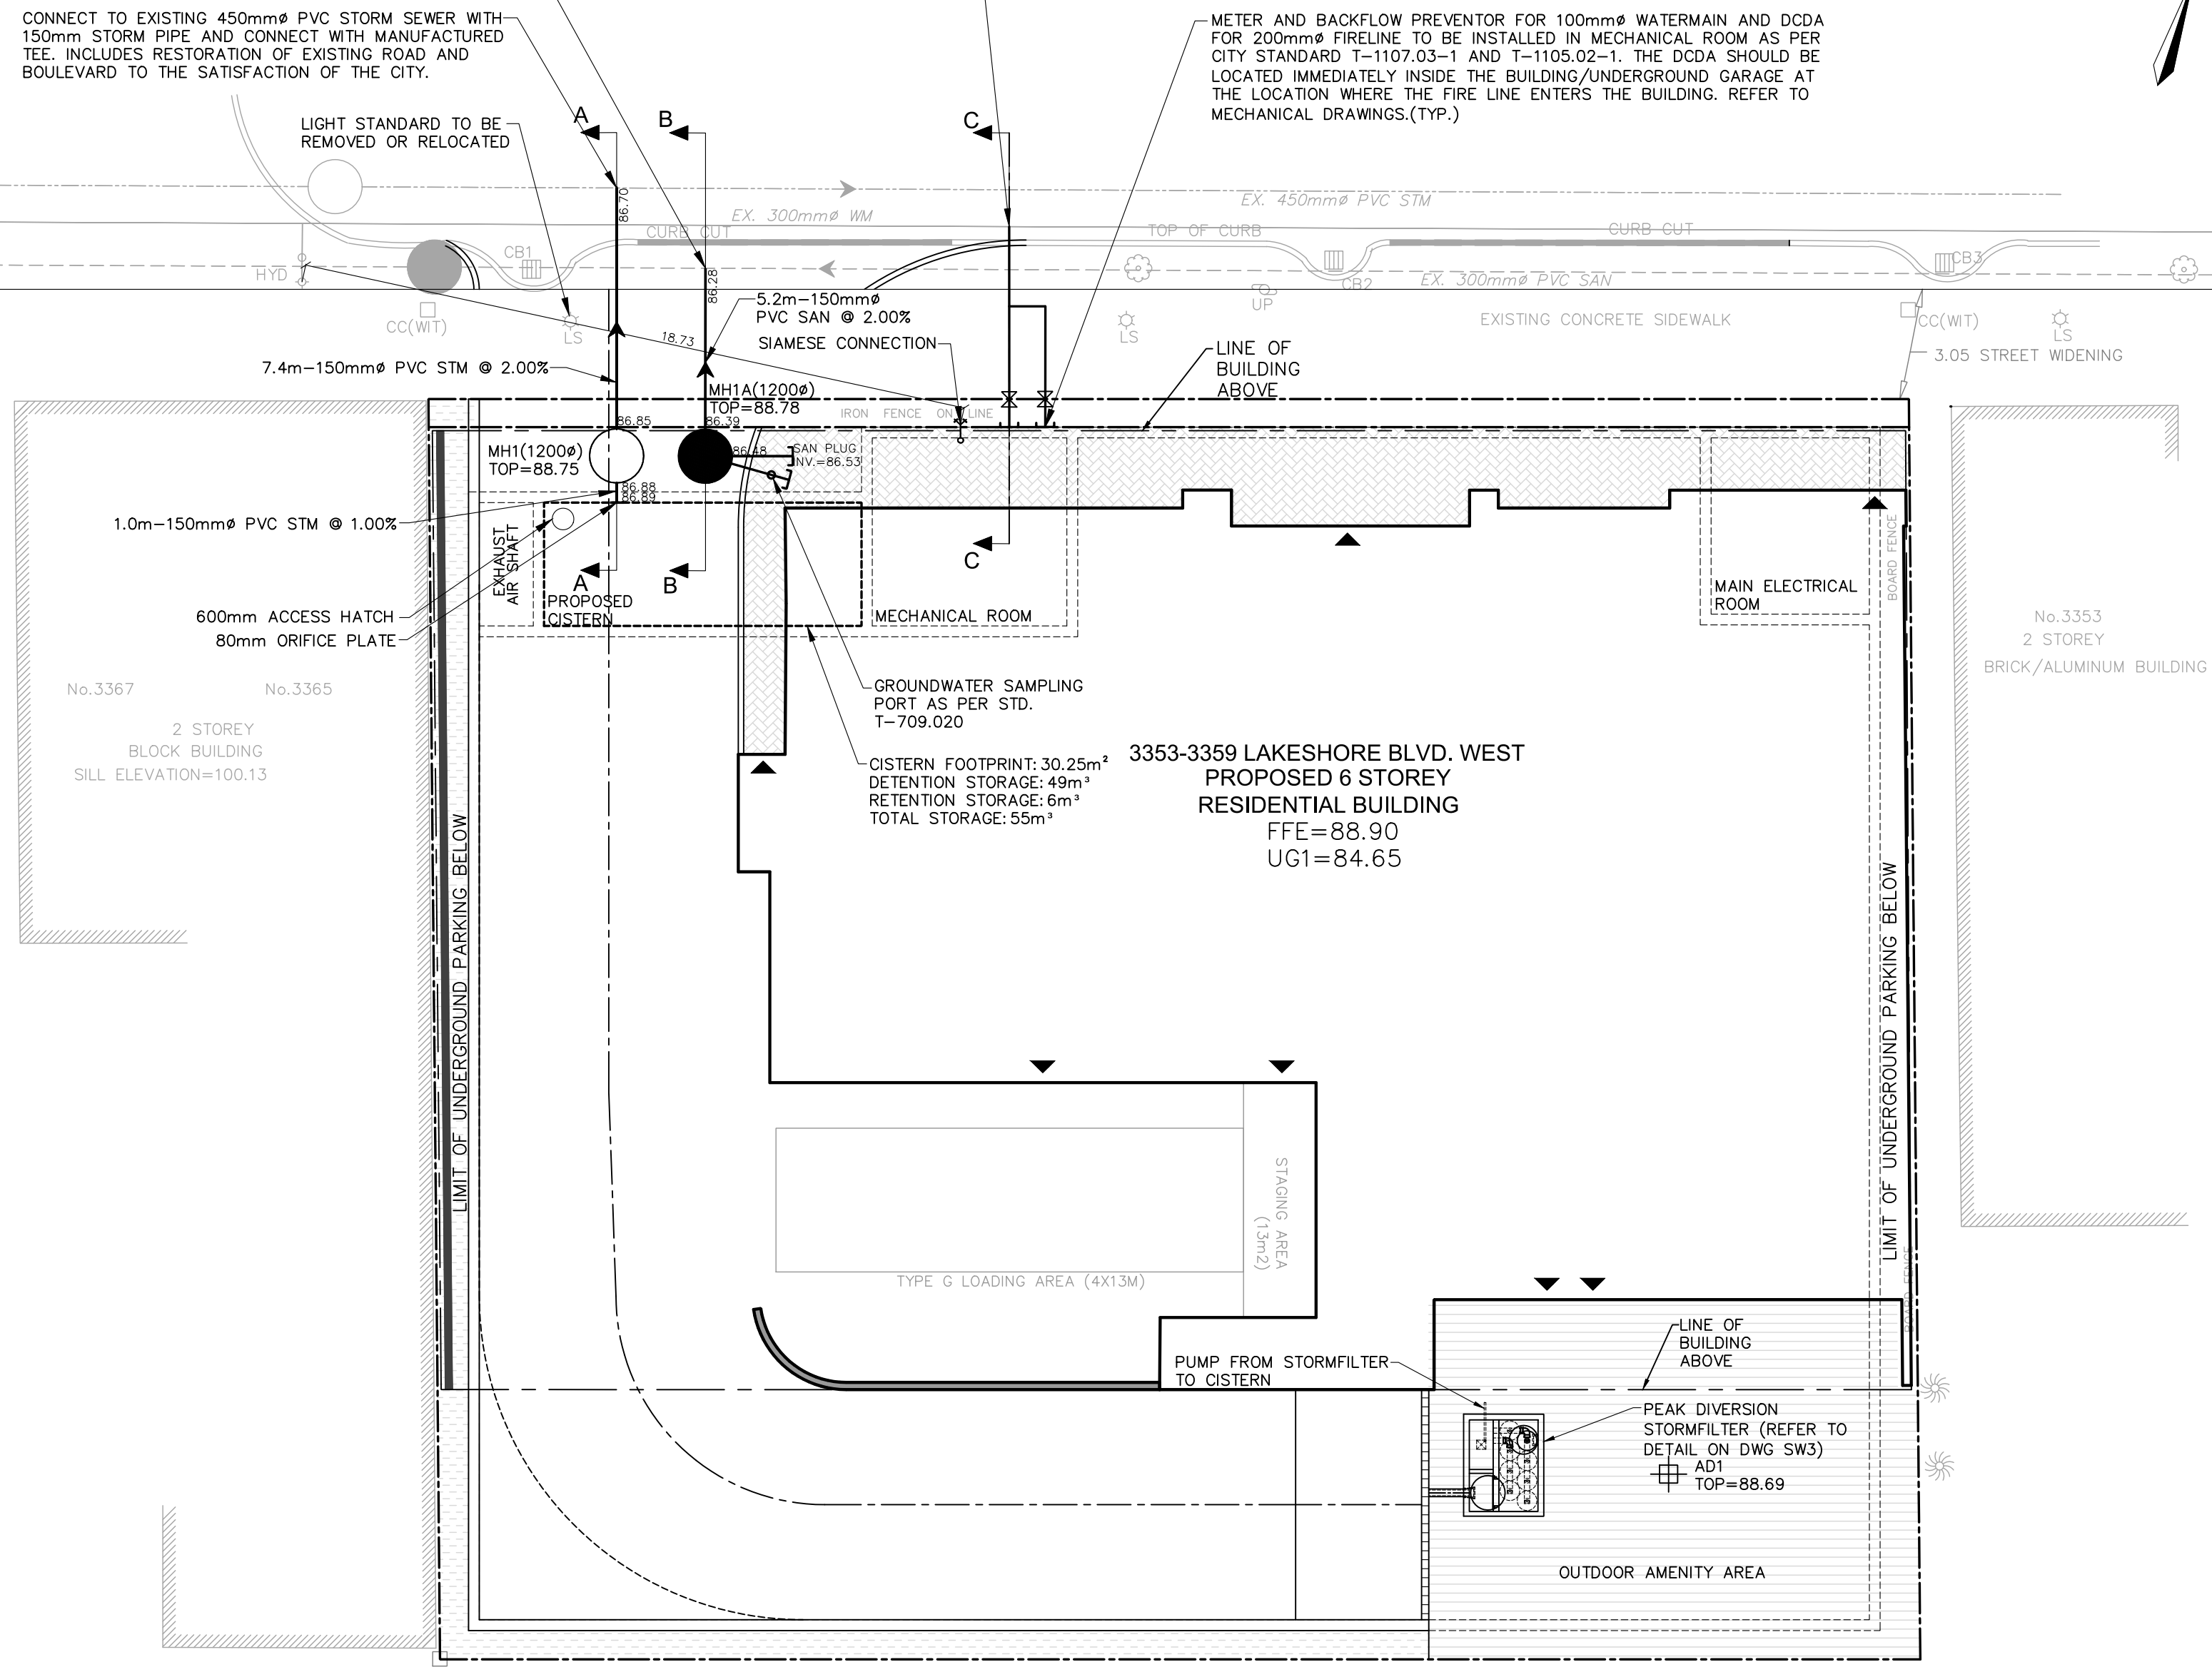 CONNECT TO EXISTING 450mmø PVC STORM SEWER WITH
150mm STORM PIPE AND CONNECT WITH MANUFACTURED
TEE. INCLUDES RESTORATION OF EXISTING ROAD AND
BOULEVARD TO THE SATISFACTION OF THE CITY.
METER AND BACKFLOW PREVENTOR FOR 100mmø WATERMAIN AND DCDA
FOR 200mmø FIRELINE TO BE INSTALLED IN MECHANICAL ROOM AS PER
CITY STANDARD T-1107.03-1 AND T-1105.02-1. THE DCDA SHOULD BE
LOCATED IMMEDIATELY INSIDE THE BUILDING/UNDERGROUND GARAGE AT
THE LOCATION WHERE THE FIRE LINE ENTERS THE BUILDING. REFER TO
MECHANICAL DRAWINGS.(TYP.)
LIGHT STANDARD TO BE
REMOVED OR RELOCATED
A
B
C
86.70
EX. 300mmø WM
EX. 450mmø PVC STM
CURB CUT
TOP OF CURB
CURB CUT
HYD
CB1
86.28
CB2
EX. 300mmø PVC SAN
CB3
UP
CC(WIT)
LS
5.2m-150mmø
PVC SAN @ 2.00%
18.73
SIAMESE CONNECTION
LS
EXISTING CONCRETE SIDEWALK
CC(WIT)
LS
3.05 STREET WIDENING
7.4m-150mmø PVC STM @ 2.00%
LINE OF
BUILDING
ABOVE
MH1A(1200ø)
TOP=88.78
IRON FENCE ON LINE
86.85
86.39
MH1(1200ø)
TOP=88.75
86.48
SAN PLUG
INV.=86.53
86.88
86.89
1.0m-150mmø PVC STM @ 1.00%
EXHAUST
AIR SHAFT
BOARD FENCE
A
B
C
PROPOSED
CISTERN
MECHANICAL ROOM
MAIN ELECTRICAL
ROOM
600mm ACCESS HATCH
80mm ORIFICE PLATE
No.3353
2 STOREY
BRICK/ALUMINUM BUILDING
No.3367
No.3365
2 STOREY
BLOCK BUILDING
SILL ELEVATION=100.13
GROUNDWATER SAMPLING
PORT AS PER STD.
T-709.020
CISTERN FOOTPRINT: 30.25m²
DETENTION STORAGE: 49m³
RETENTION STORAGE: 6m³
TOTAL STORAGE: 55m³
3353-3359 LAKESHORE BLVD. WEST
PROPOSED 6 STOREY
RESIDENTIAL BUILDING
FFE=88.90
UG1=84.65
LIMIT OF UNDERGROUND PARKING BELOW
LIMIT OF UNDERGROUND PARKING BELOW
STAGING AREA
(13m2)
TYPE G LOADING AREA (4X13M)
BOARD FENCE
LINE OF
BUILDING
ABOVE
PUMP FROM STORMFILTER
TO CISTERN
PEAK DIVERSION
STORMFILTER (REFER TO
DETAIL ON DWG SW3)
AD1
TOP=88.69
OUTDOOR AMENITY AREA